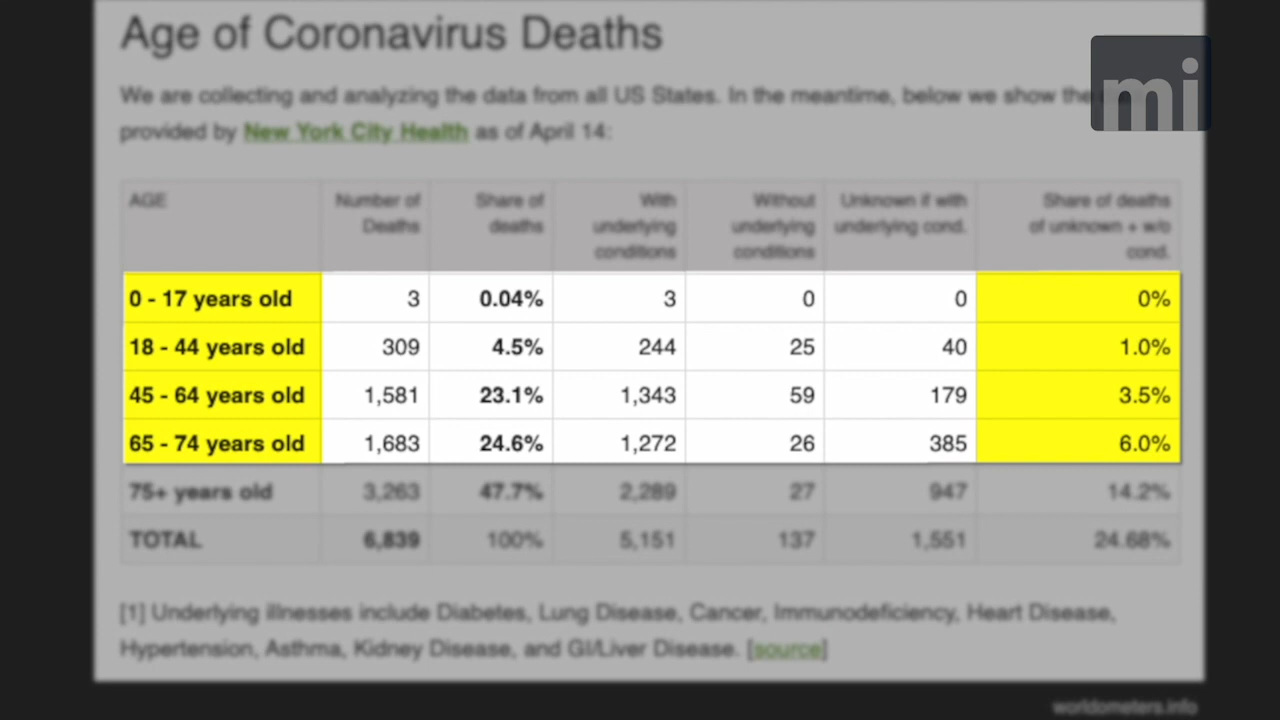 Age of Coronavirus Deaths
mi
We are collecting and analyzing the data from all US States. In the meantime, below we show the
provided by New York City Health as of April 14:
AGE Number of Deaths Share of deaths With underlying conditions Without underlying conditions Unknown if with underlying cond. Share of deaths of unknown + w/o cond.
0 - 17 years old 3 0.04% 3 0 0 0%
18 - 44 years old 309 4.5% 244 25 40 1.0%
45 - 64 years old 1,581 23.1% 1,343 59 179 3.5%
65 - 74 years old 1,683 24.6% 1,272 26 385 6.0%
75+ years old 3,263 47.7% 2,289 27 947 14.2%
TOTAL 6,839 100% 5,151 137 1,551 24.68%
[1] Underlying illnesses include Diabetes, Lung Disease, Cancer, Immunodeficiency, Heart Disease,
Hypertension, Asthma, Kidney Disease, and GI/Liver Disease. [source]
worldometers.info